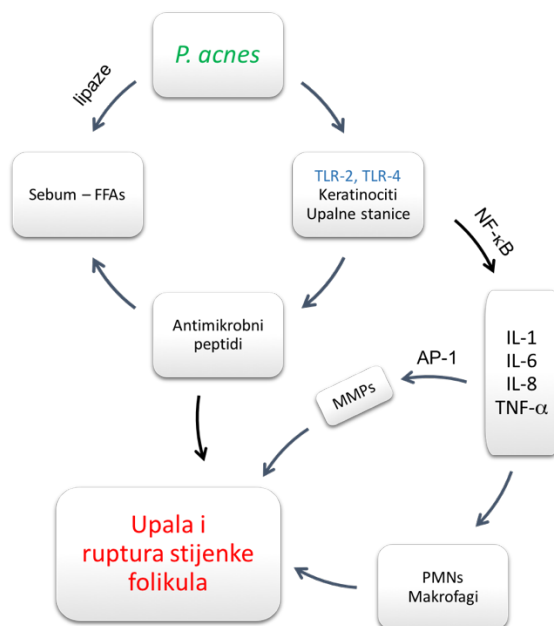 P. acnes
lipaze
Sebum – FFAs
TLR-2, TLR-4
Keratinociti
Upalne stanice
NF-κB
Antimikrobni
peptidi
AP-1
MMPs
IL-1
IL-6
IL-8
TNF-α
Upala i
ruptura stijenke
folikula
PMNs
Makrofagi